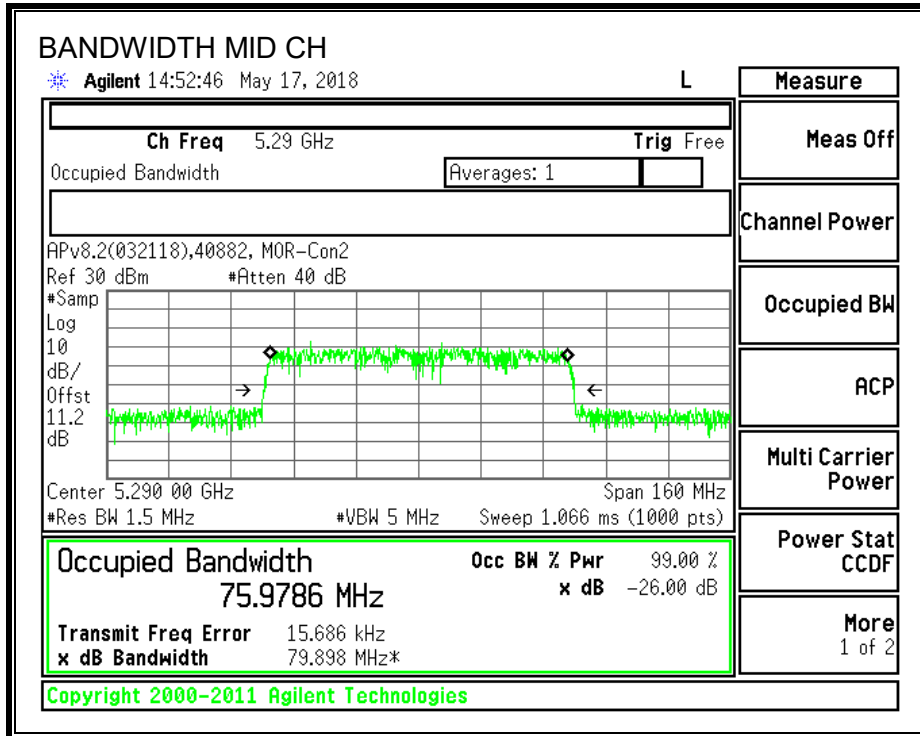 BANDWIDTH MID CH
Agilent 14:52:46 May 17, 2018 L
Measure
Ch Freq 5.29 GHz Trig Free
Meas Off
Occupied Bandwidth Averages: 1
Channel Power
APv8.2(032118),40882, MOR-Con2
Ref 30 dBm #Atten 40 dB
#Samp
Log
10
dB/
Offst
11.2
dB
Occupied BW
ACP
Multi Carrier
Power
Center 5.290 00 GHz Span 160 MHz
#Res BW 1.5 MHz #VBW 5 MHz Sweep 1.066 ms (1000 pts)
Power Stat
CCDF
Occupied Bandwidth Occ BW % Pwr 99.00 %
75.9786 MHz x dB -26.00 dB
Transmit Freq Error 15.686 kHz
x dB Bandwidth 79.898 MHz*
More
1 of 2
Copyright 2000-2011 Agilent Technologies